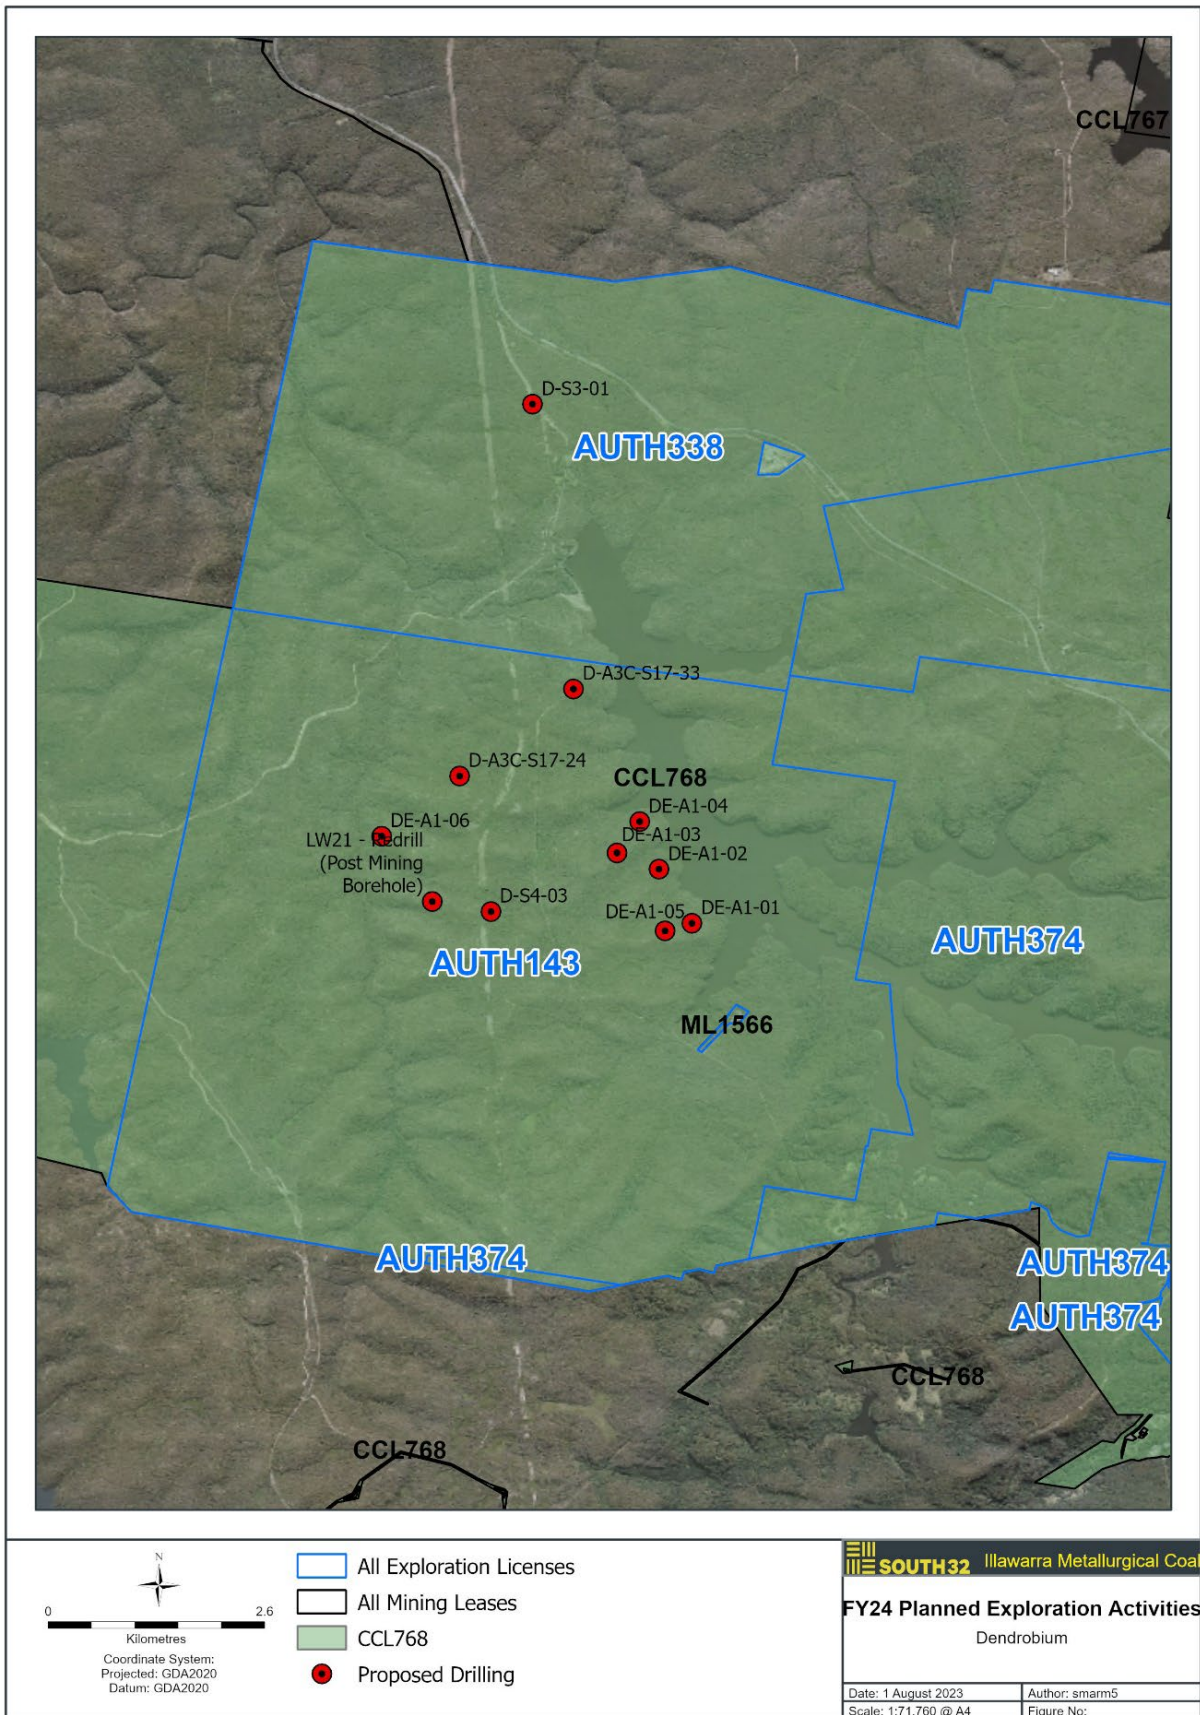 CCL767
D-S3-01
AUTH338
D-A3C-S17-33
D-A3C-S17-24
CCL768
DE-A1-04
DE-A1-06
DE-A1-03
LW21 - Redrill
(Post Mining
Borehole)
DE-A1-02
D-S4-03
DE-A1-05
DE-A1-01
AUTH143
AUTH374
ML1566
AUTH374
AUTH374
AUTH374
CCL768
CCL768
N
0 2.6
Kilometres
Coordinate System:
Projected: GDA2020
Datum: GDA2020
All Exploration Licenses
All Mining Leases
CCL768
Proposed Drilling
SOUTH32 Illawarra Metallurgical Coal
FY24 Planned Exploration Activities
Dendrobium
Date: 1 August 2023 Author: smarm5
Scale: 1:71,760 @ A4 Figure No: